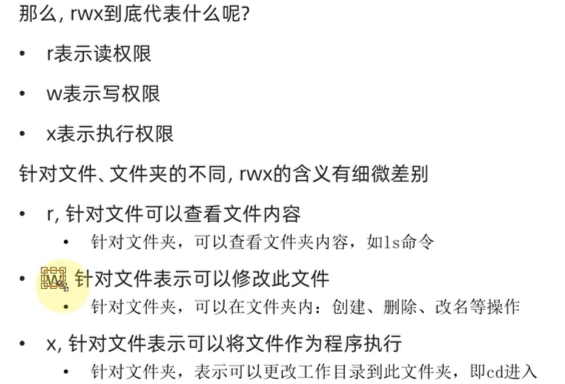 那么, rwx到底代表什么呢?
• r表示读权限
• w表示写权限
• x表示执行权限
针对文件、文件夹的不同, rwx的含义有细微差别
• r, 针对文件可以查看文件内容
• 针对文件夹，可以查看文件夹内容，如ls命令
• w, 针对文件表示可以修改此文件
• 针对文件夹，可以在文件夹内：创建、删除、改名等操作
• x, 针对文件表示可以将文件作为程序执行
• 针对文件夹，表示可以更改工作目录到此文件夹，即cd进入